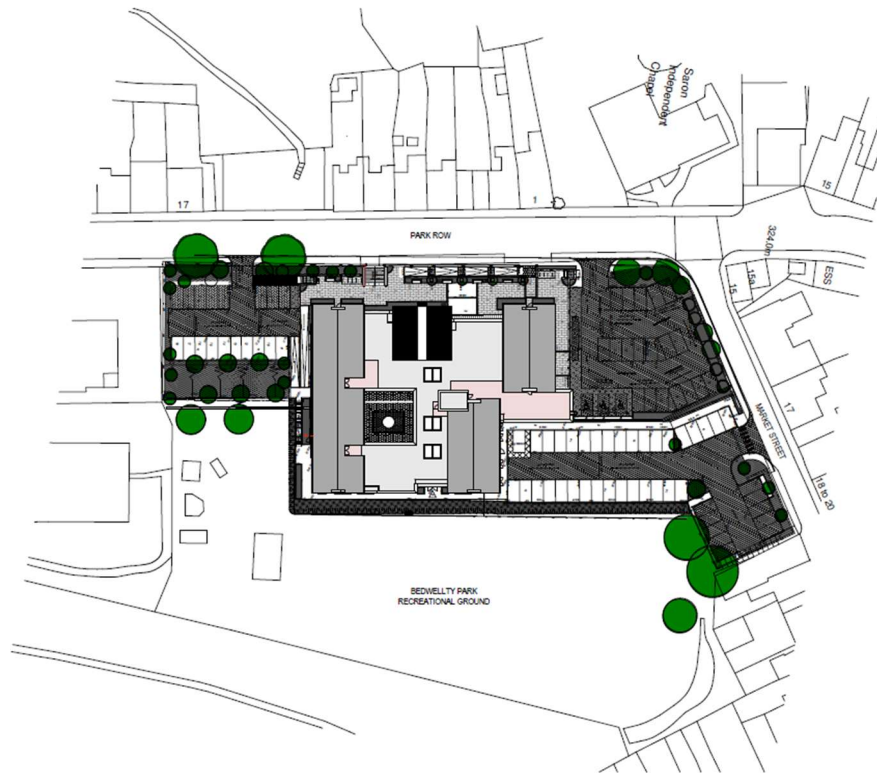 Saron
Independent
Chapel
15
17
1
PARK ROW
324.0m
15
15a
ESS
MARKET STREET
17
18 to 20
BEDWELLTY PARK
RECREATIONAL GROUND